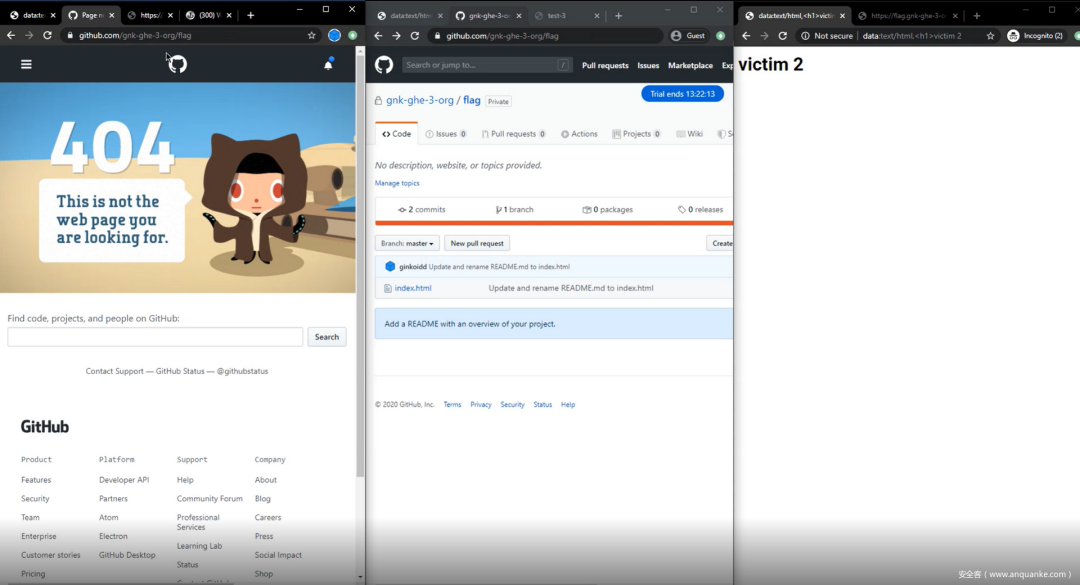 data:te
Page n
https:/
(300) W
github.com/gnk-ghe-3-org/flag
404
This is not the
web page you
are looking for.
Find code, projects, and people on GitHub:
Search
Contact Support — GitHub Status — @githubstatus
GitHub
Product Platform Support Company
Features Developer API Help About
Security Partners Community Forum Blog
Team Atom Professional Services Careers
Enterprise Electron Learning Lab Press
Customer stories GitHub Desktop Status Social Impact
Pricing Shop
data:text/htm
gnk-ghe-3-o
test-3
github.com/gnk-ghe-3-org/flag
Guest
Search or jump to...
/
Pull requests Issues Marketplace Exp
gnk-ghe-3-org / flag Private
Trial ends 13:22:13
Code Issues 0 Pull requests 0 Actions Projects 0 Wiki S
No description, website, or topics provided.
Manage topics
2 commits 1 branch 0 packages 0 releases
Branch: master New pull request Create
ginkoidd Update and rename README.md to index.html
index.html Update and rename README.md to index.html
Add a README with an overview of your project.
© 2020 GitHub, Inc. Terms Privacy Security Status Help
data:text/html,<h1>victim
https://flag.gnk-ghe-3-o
Not secure | data:text/html,<h1>victim 2
Incognito (2)
victim 2
安全客（www.anquanke.com）